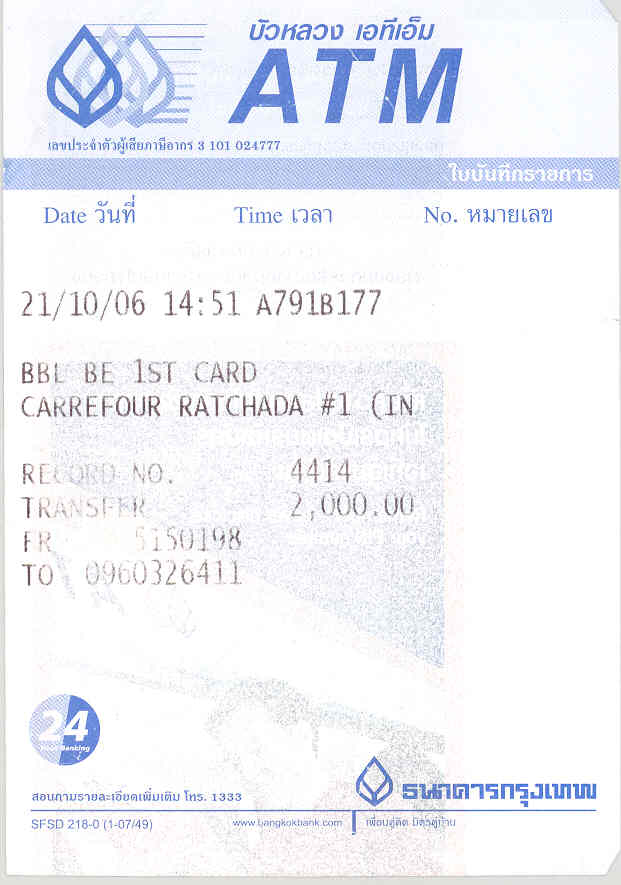 บัวหลวง เอทีเอ็ม
ATM
เลขประจำตัวผู้เสียภาษีอากร 3 101 024777
ใบบันทึกรายการ
Date วันที่ Time เวลา No. หมายเลข
21/10/06 14:51 A791B177
BBL BE 1ST CARD
CARREFOUR RATCHADA #1 (IN
RECORD NO. 4414
TRANSFER 2,000.00
FR 5150198
TO 0960326411
24
Hour Banking
ธนาคารกรุงเทพ
สอบถามรายละเอียดเพิ่มเติม โทร. 1333
SFSD 218-0 (1-07/49) www.bangkokbank.com เพื่อนคู่คิด มิตรคู่บ้าน